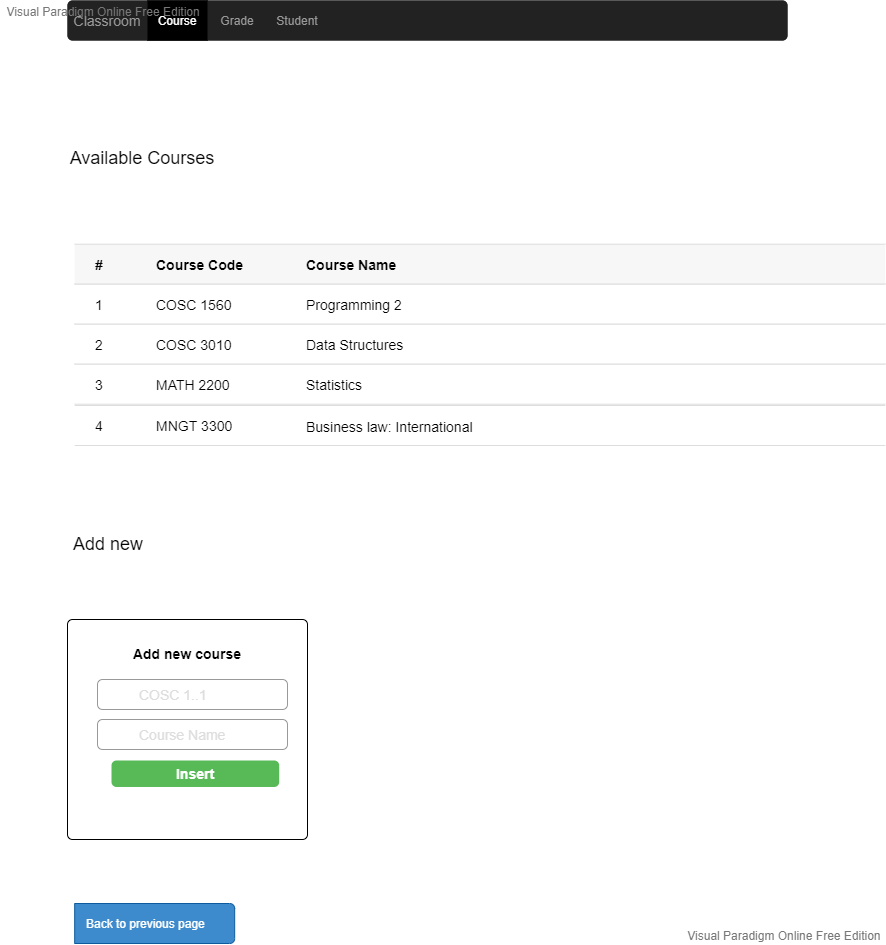 Visual Paradigm Online Free Edition
Classroom Course Grade Student
Available Courses
# Course Code Course Name
1 COSC 1560 Programming 2
2 COSC 3010 Data Structures
3 MATH 2200 Statistics
4 MNGT 3300 Business law: International
Add new
Add new course
COSC 1..1
Course Name
Insert
Back to previous page
Visual Paradigm Online Free Edition